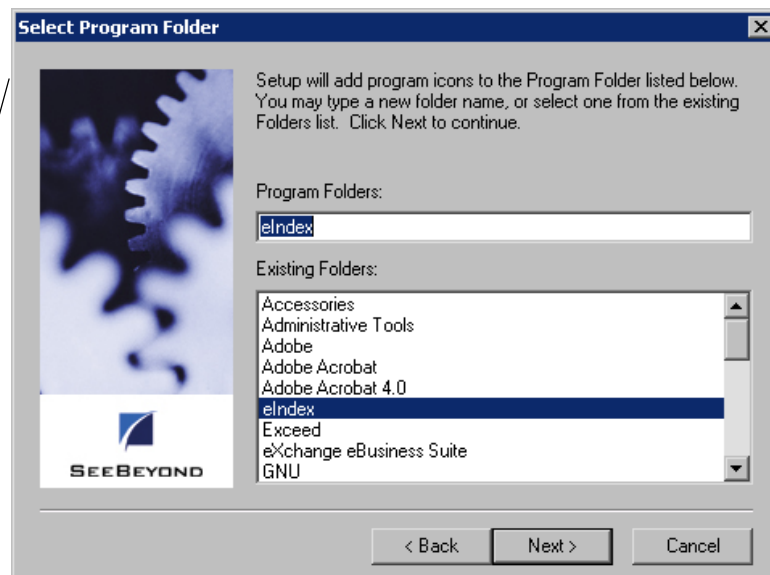 Select Program Folder
Setup will add program icons to the Program Folder listed below.
You may type a new folder name, or select one from the existing
Folders list. Click Next to continue.
Program Folders:
eIndex
Existing Folders:
Accessories
Administrative Tools
Adobe
Adobe Acrobat
Adobe Acrobat 4.0
eIndex
Exceed
eXchange eBusiness Suite
GNU
SEEBEYOND
< Back
Next >
Cancel